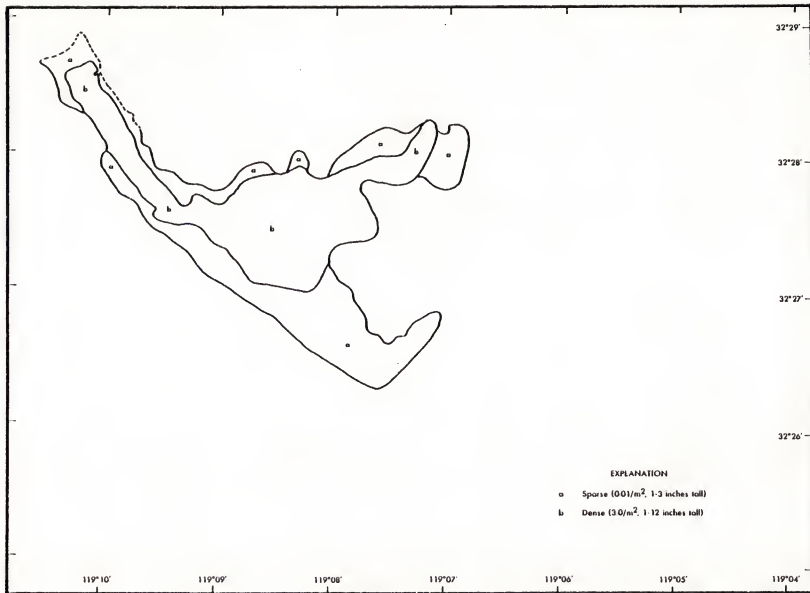 32°29'
a
b
a
a
b
a
a
a
32°28'
b
b
32°27'
a
32°26'
EXPLANATION
a Sparse (0.01/m², 1-3 inches tall)
b Dense (3.0/m², 1-12 inches tall)
119°10' 119°09' 119°08' 119°07' 119°06' 119°05' 119°04'